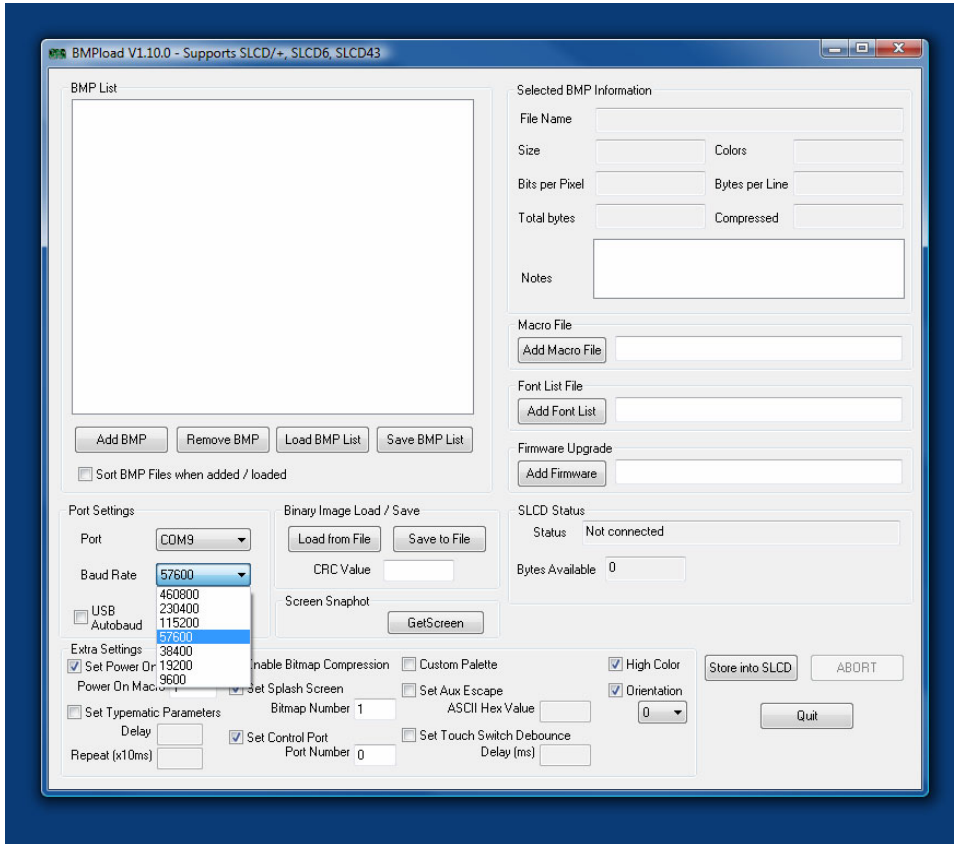 BMPload V1.10.0 - Supports SLCD/+, SLCD6, SLCD43
BMP List
Add BMP Remove BMP Load BMP List Save BMP List
Sort BMP Files when added / loaded
Selected BMP Information
File Name
Size Colors
Bits per Pixel Bytes per Line
Total bytes Compressed
Notes
Macro File
Add Macro File
Font List File
Add Font List
Firmware Upgrade
Add Firmware
Port Settings
Port COM9
Baud Rate 57600
460800
230400
115200
57600
38400
19200
9600
USB
Autobaud
Binary Image Load / Save
Load from File Save to File
CRC Value
Screen Snaphot
GetScreen
SLCD Status
Status Not connected
Bytes Available 0
Extra Settings
Set Power
Power On
Set Typematic Parameters
Delay
Repeat (x10ms)
Bitmap Compression
Set Splash Screen
Bitmap Number 1
Set Control Port
Port Number 0
Custom Palette
Set Aux Escape
ASCII Hex Value
Set Touch Switch Debounce
Delay (ms)
High Color
Orientation
0
Store into SLCD ABORT
Quit